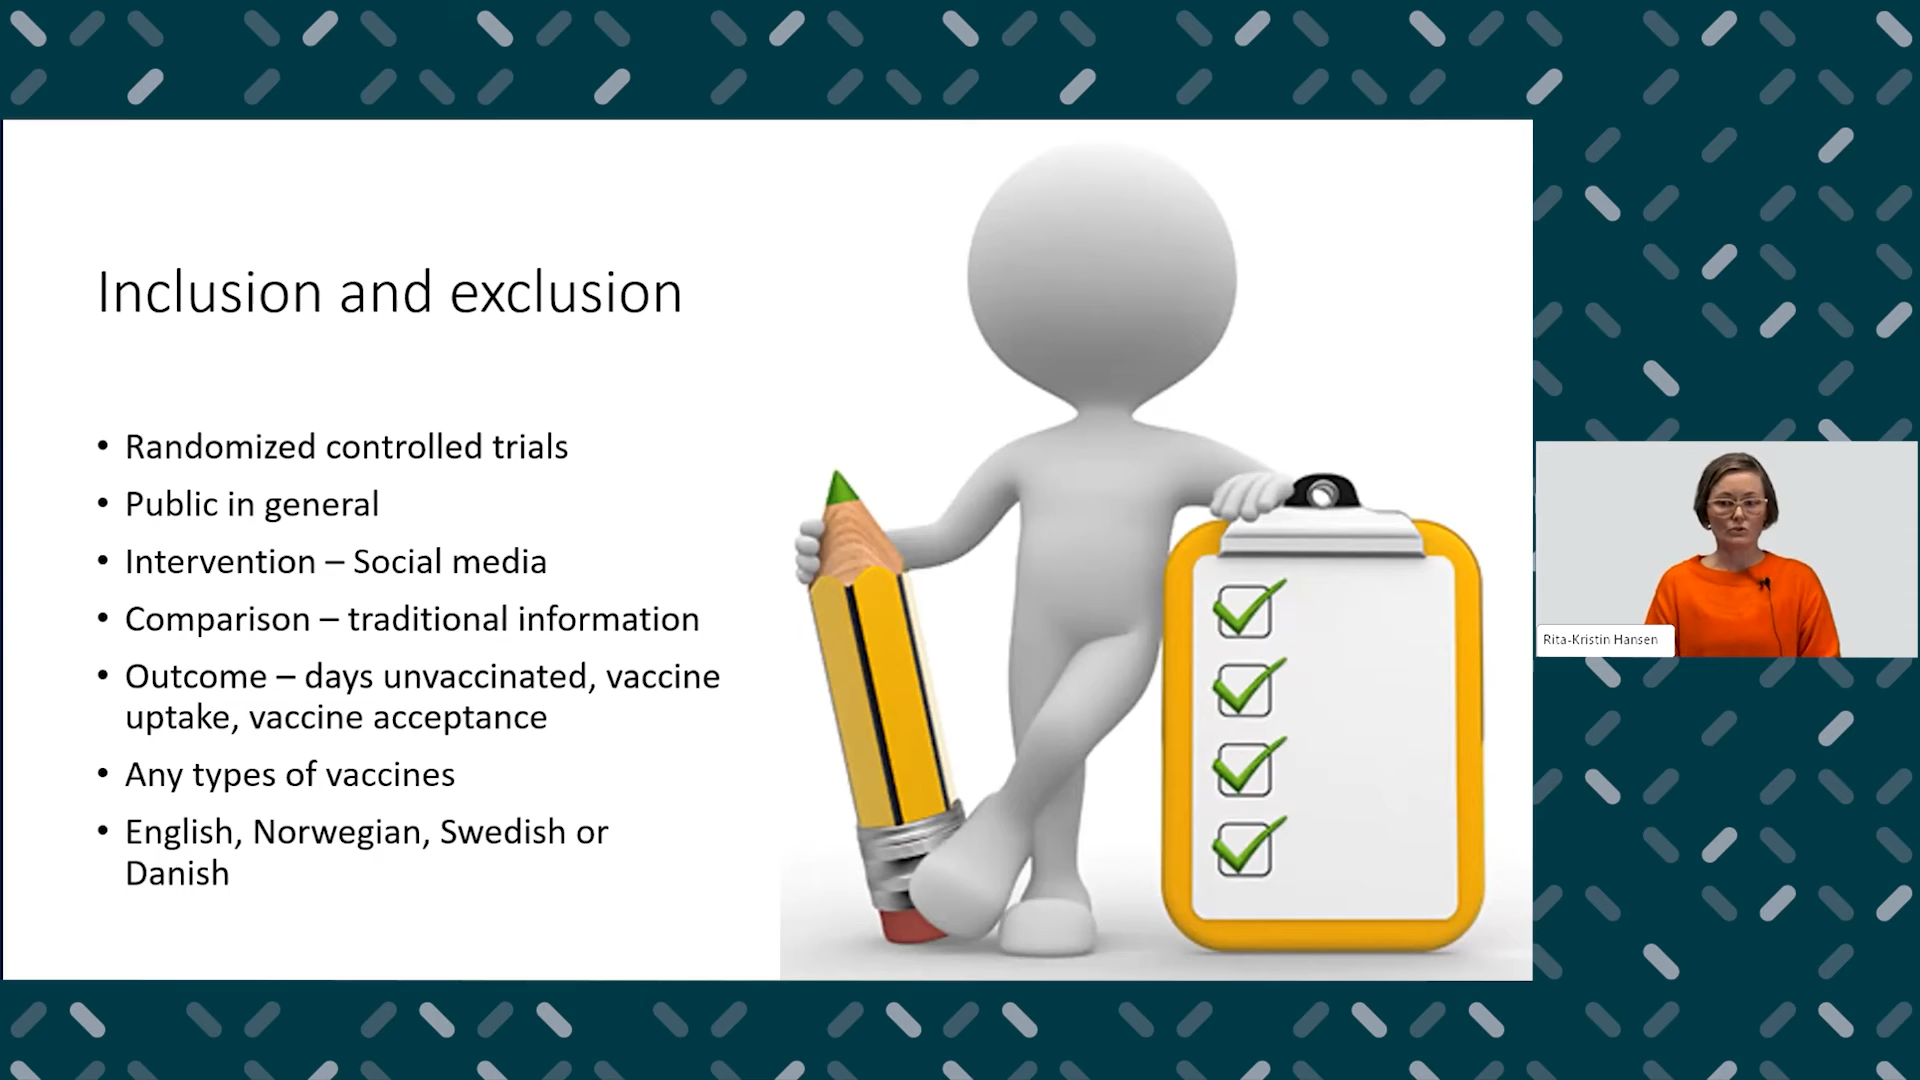 Inclusion and exclusion
• Randomized controlled trials
• Public in general
• Intervention – Social media
• Comparison – traditional information
• Outcome – days unvaccinated, vaccine
uptake, vaccine acceptance
• Any types of vaccines
• English, Norwegian, Swedish or
Danish
Rita-Kristin Hansen